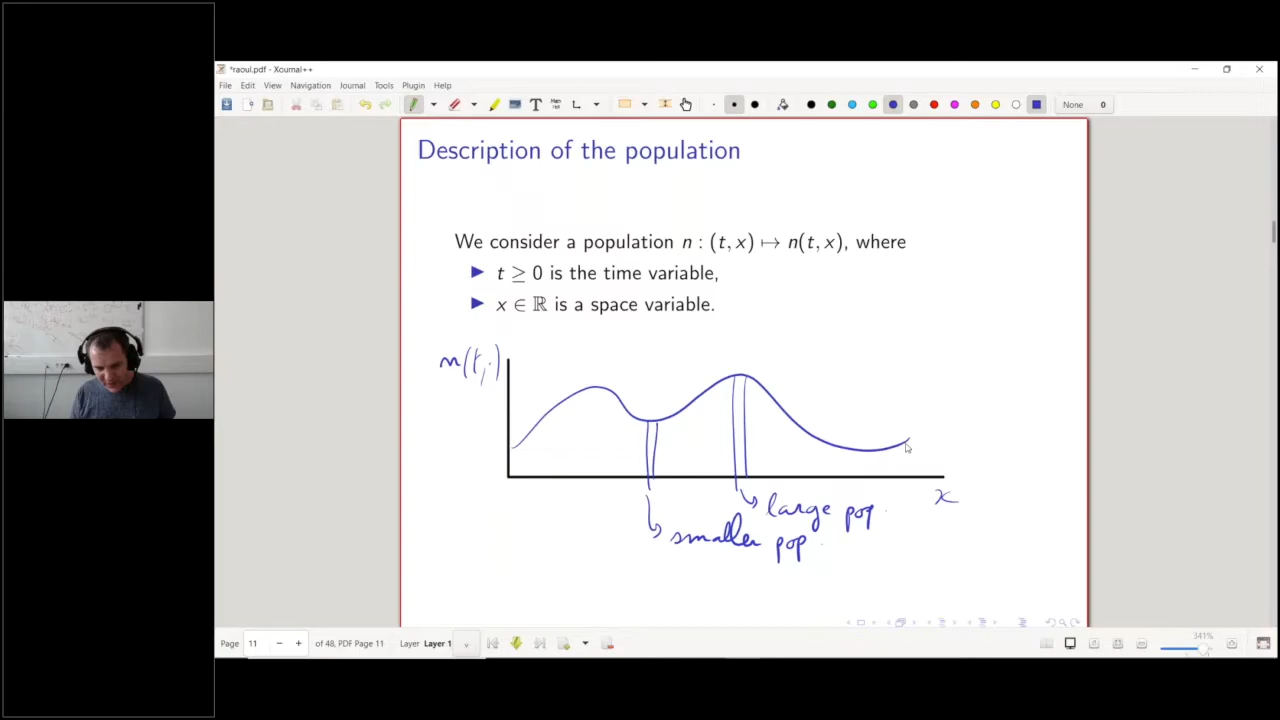 *raoul.pdf - Xournal++
File Edit View Navigation Journal Tools Plugin Help
None 0
Description of the population
We consider a population n : (t, x) ↦ n(t, x), where
▶ t ≥ 0 is the time variable,
▶ x ∈ ℝ is a space variable.
n(t, ·)
x
large pop.
smaller pop.
Page 11 − + of 48, PDF Page 11 Layer Layer 1 341%